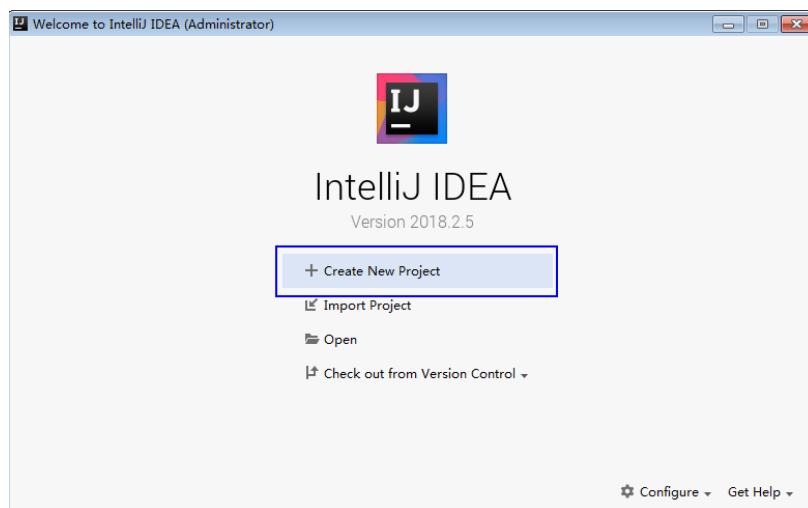 Welcome to IntelliJ IDEA (Administrator)
IJ
IntelliJ IDEA
Version 2018.2.5
Create New Project
Import Project
Open
Check out from Version Control
Configure Get Help